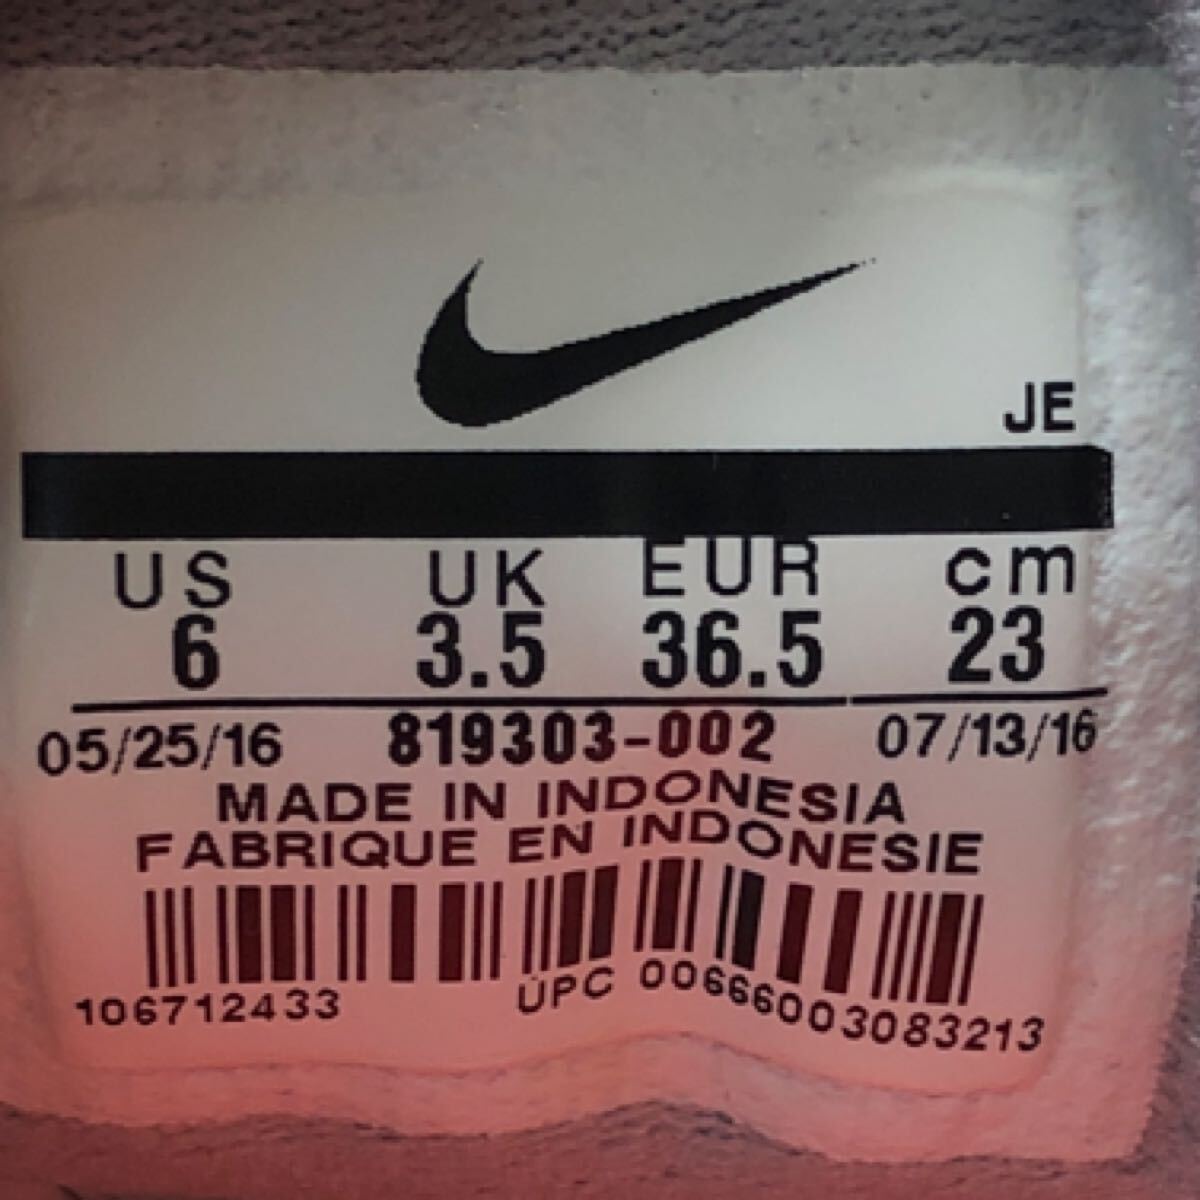 JE
US UK EUR cm
6 3.5 36.5 23
05/25/16 819303-002 07/13/16
MADE IN INDONESIA
FABRIQUE EN INDONESIE
106712433 UPC 00666003083213